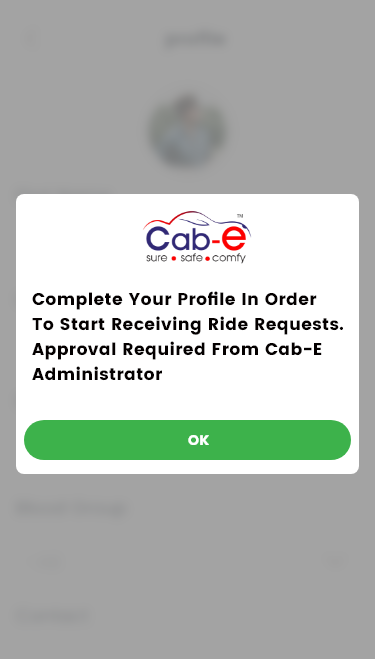 profile
Cab-e™
sure • safe • comfy
Complete Your Profile In Order
To Start Receiving Ride Requests.
Approval Required From Cab-E
Administrator
OK